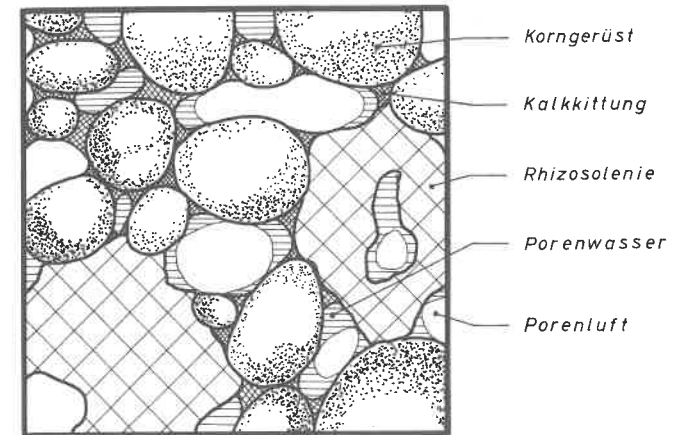 Korngerüst
Kalkkittung
Rhizosolenie
Porenwasser
Porenluft